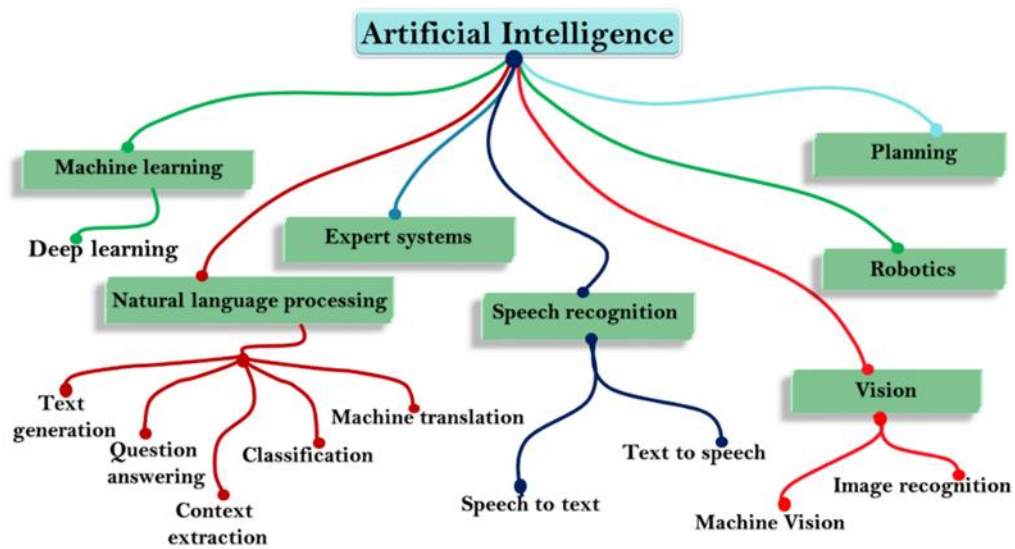 Artificial Intelligence
Machine learning
Deep learning
Natural language processing
Text
generation
Question
answering
Context
extraction
Classification
Machine translation
Expert systems
Speech recognition
Speech to text
Text to speech
Planning
Robotics
Vision
Machine Vision
Image recognition